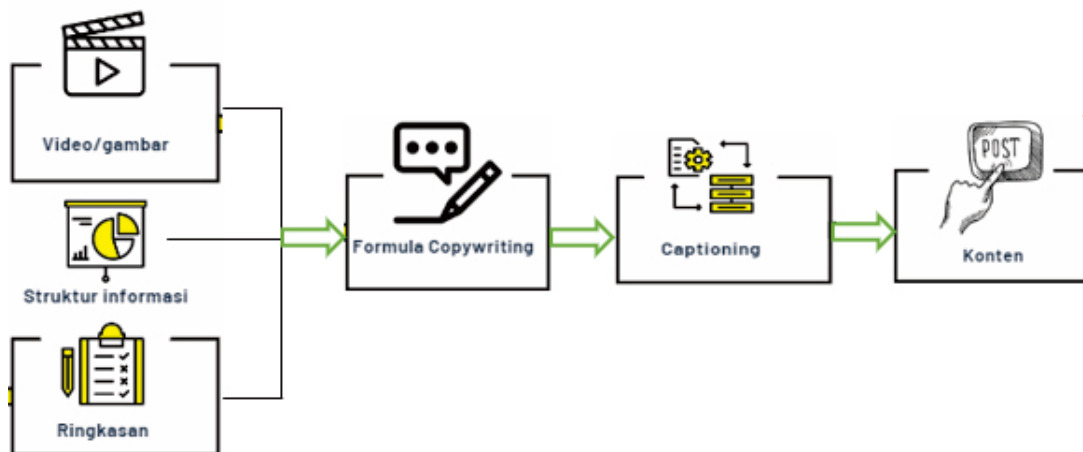 Video/gambar
Struktur informasi
Ringkasan
Formula Copywriting
Captioning
POST
Konten